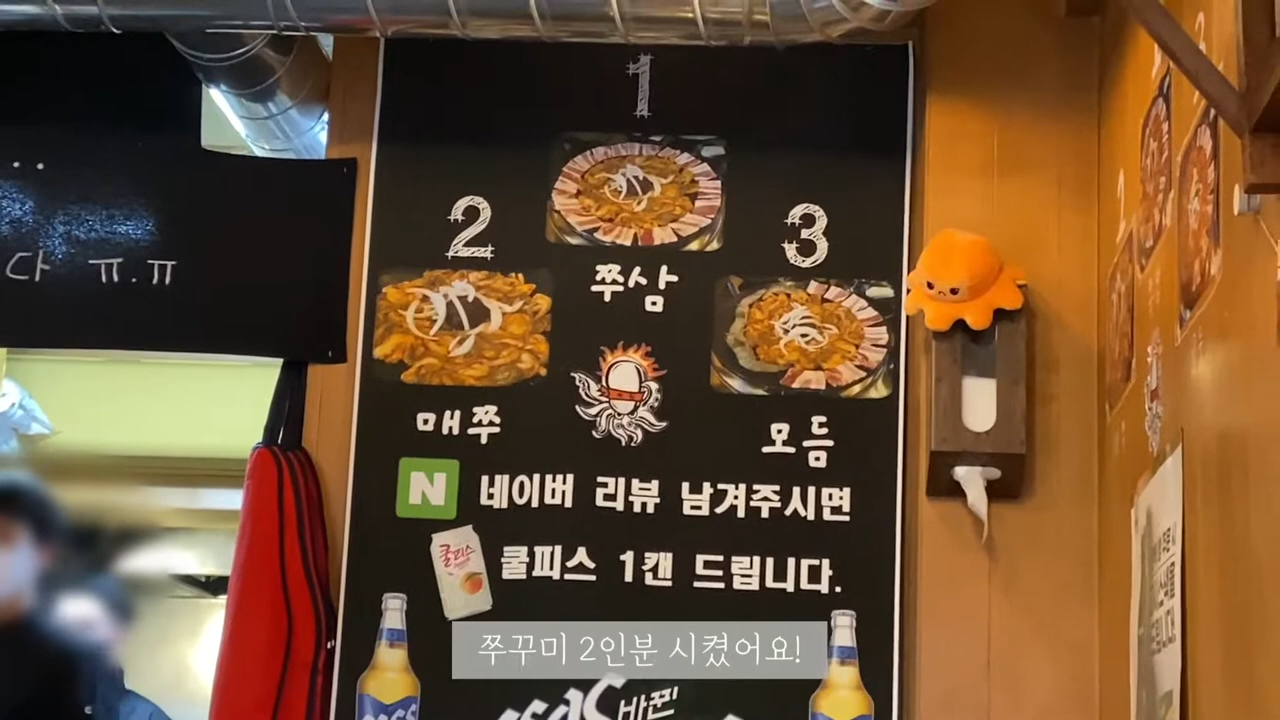 1
2
3
쭈삼
매쭈
모듬
다 ㅠ.ㅠ
N 네이버 리뷰 남겨주시면
쿨피스
쿨피스 1캔 드립니다.
쭈꾸미 2인분 시켰어요!
바뀐